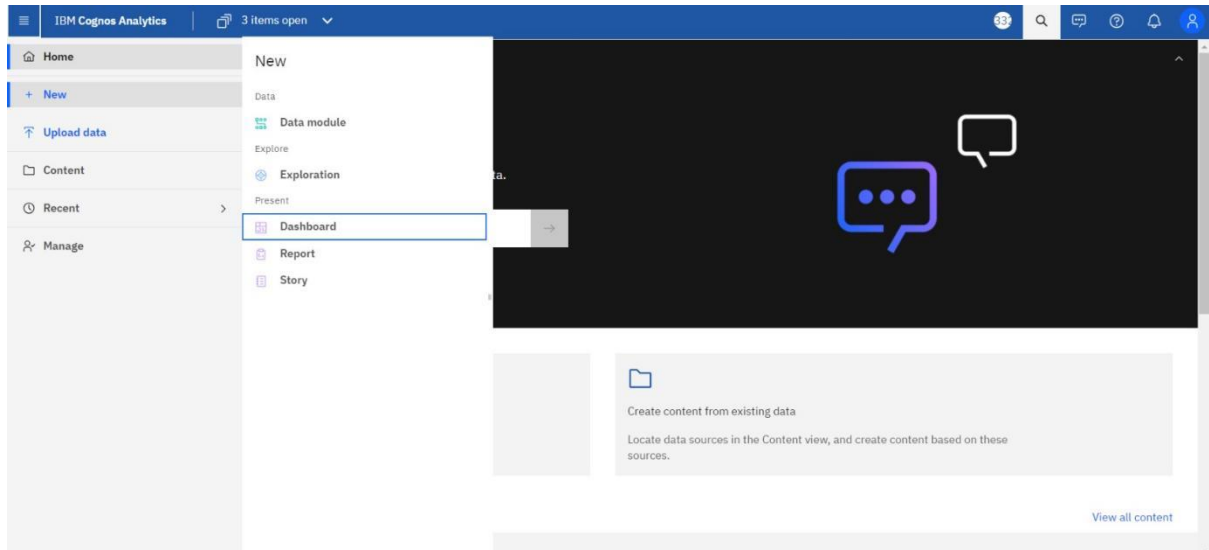 IBM Cognos Analytics
3 items open
Home
New
Upload data
Content
Recent
Manage
New
Data
Data module
Explore
Exploration
Present
Dashboard
Report
Story
ta.
Create content from existing data
Locate data sources in the Content view, and create content based on these
sources.
View all content